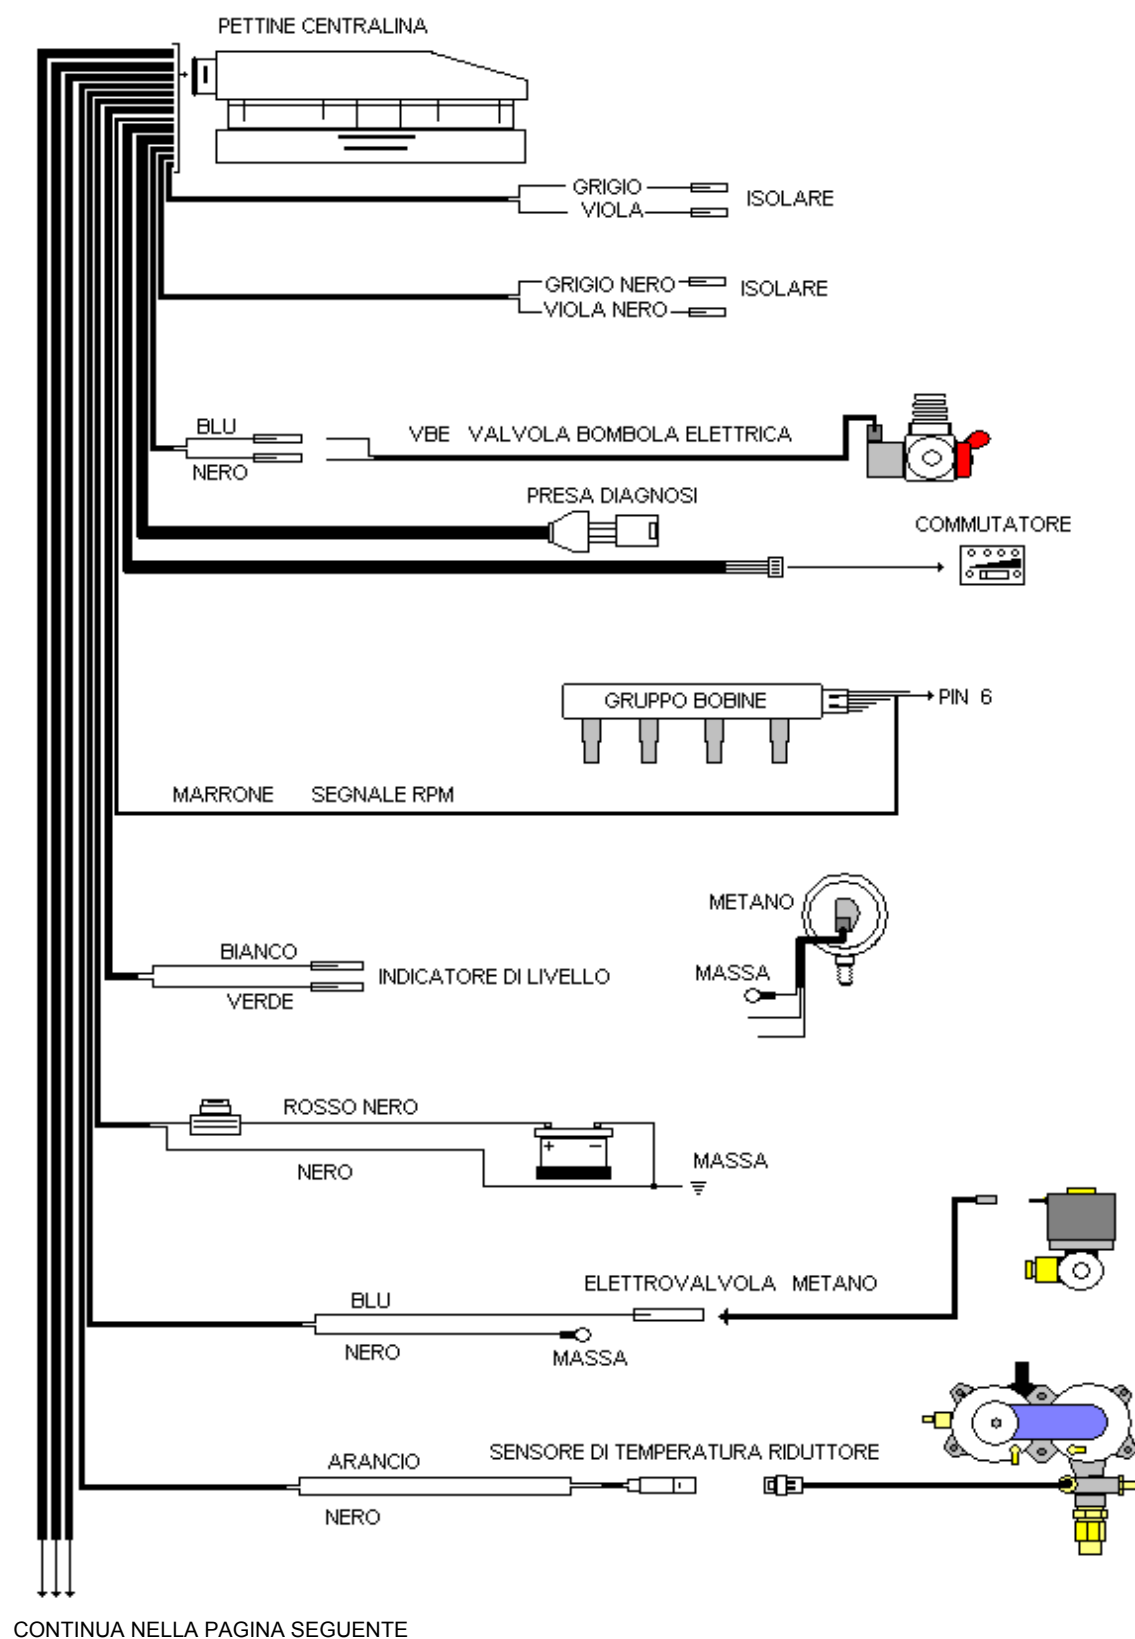 PETTINE CENTRALINA
GRIGIO
VIOLA
ISOLARE
GRIGIO NERO
VIOLA NERO
ISOLARE
BLU
NERO
VBE VALVOLA BOMBOLA ELETTRICA
PRESA DIAGNOSI
COMMUTATORE
GRUPPO BOBINE
PIN 6
MARRONE SEGNALE RPM
METANO
MASSA
BIANCO
VERDE
INDICATORE DI LIVELLO
ROSSO NERO
NERO
+ −
MASSA
ELETTROVALVOLA METANO
BLU
NERO
MASSA
SENSORE DI TEMPERATURA RIDUTTORE
ARANCIO
NERO
CONTINUA NELLA PAGINA SEGUENTE